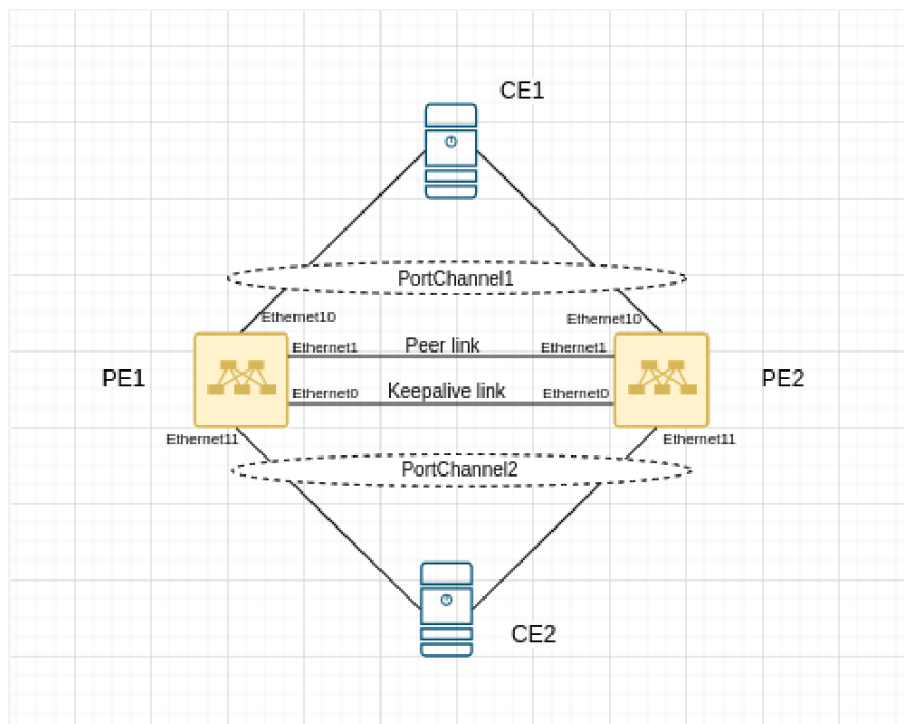 CE1
PortChannel1
Ethernet10
Ethernet10
Ethernet1
Peer link
Ethernet1
PE1
PE2
Ethernet0
Keepalive link
Ethernet0
Ethernet11
Ethernet11
PortChannel2
CE2